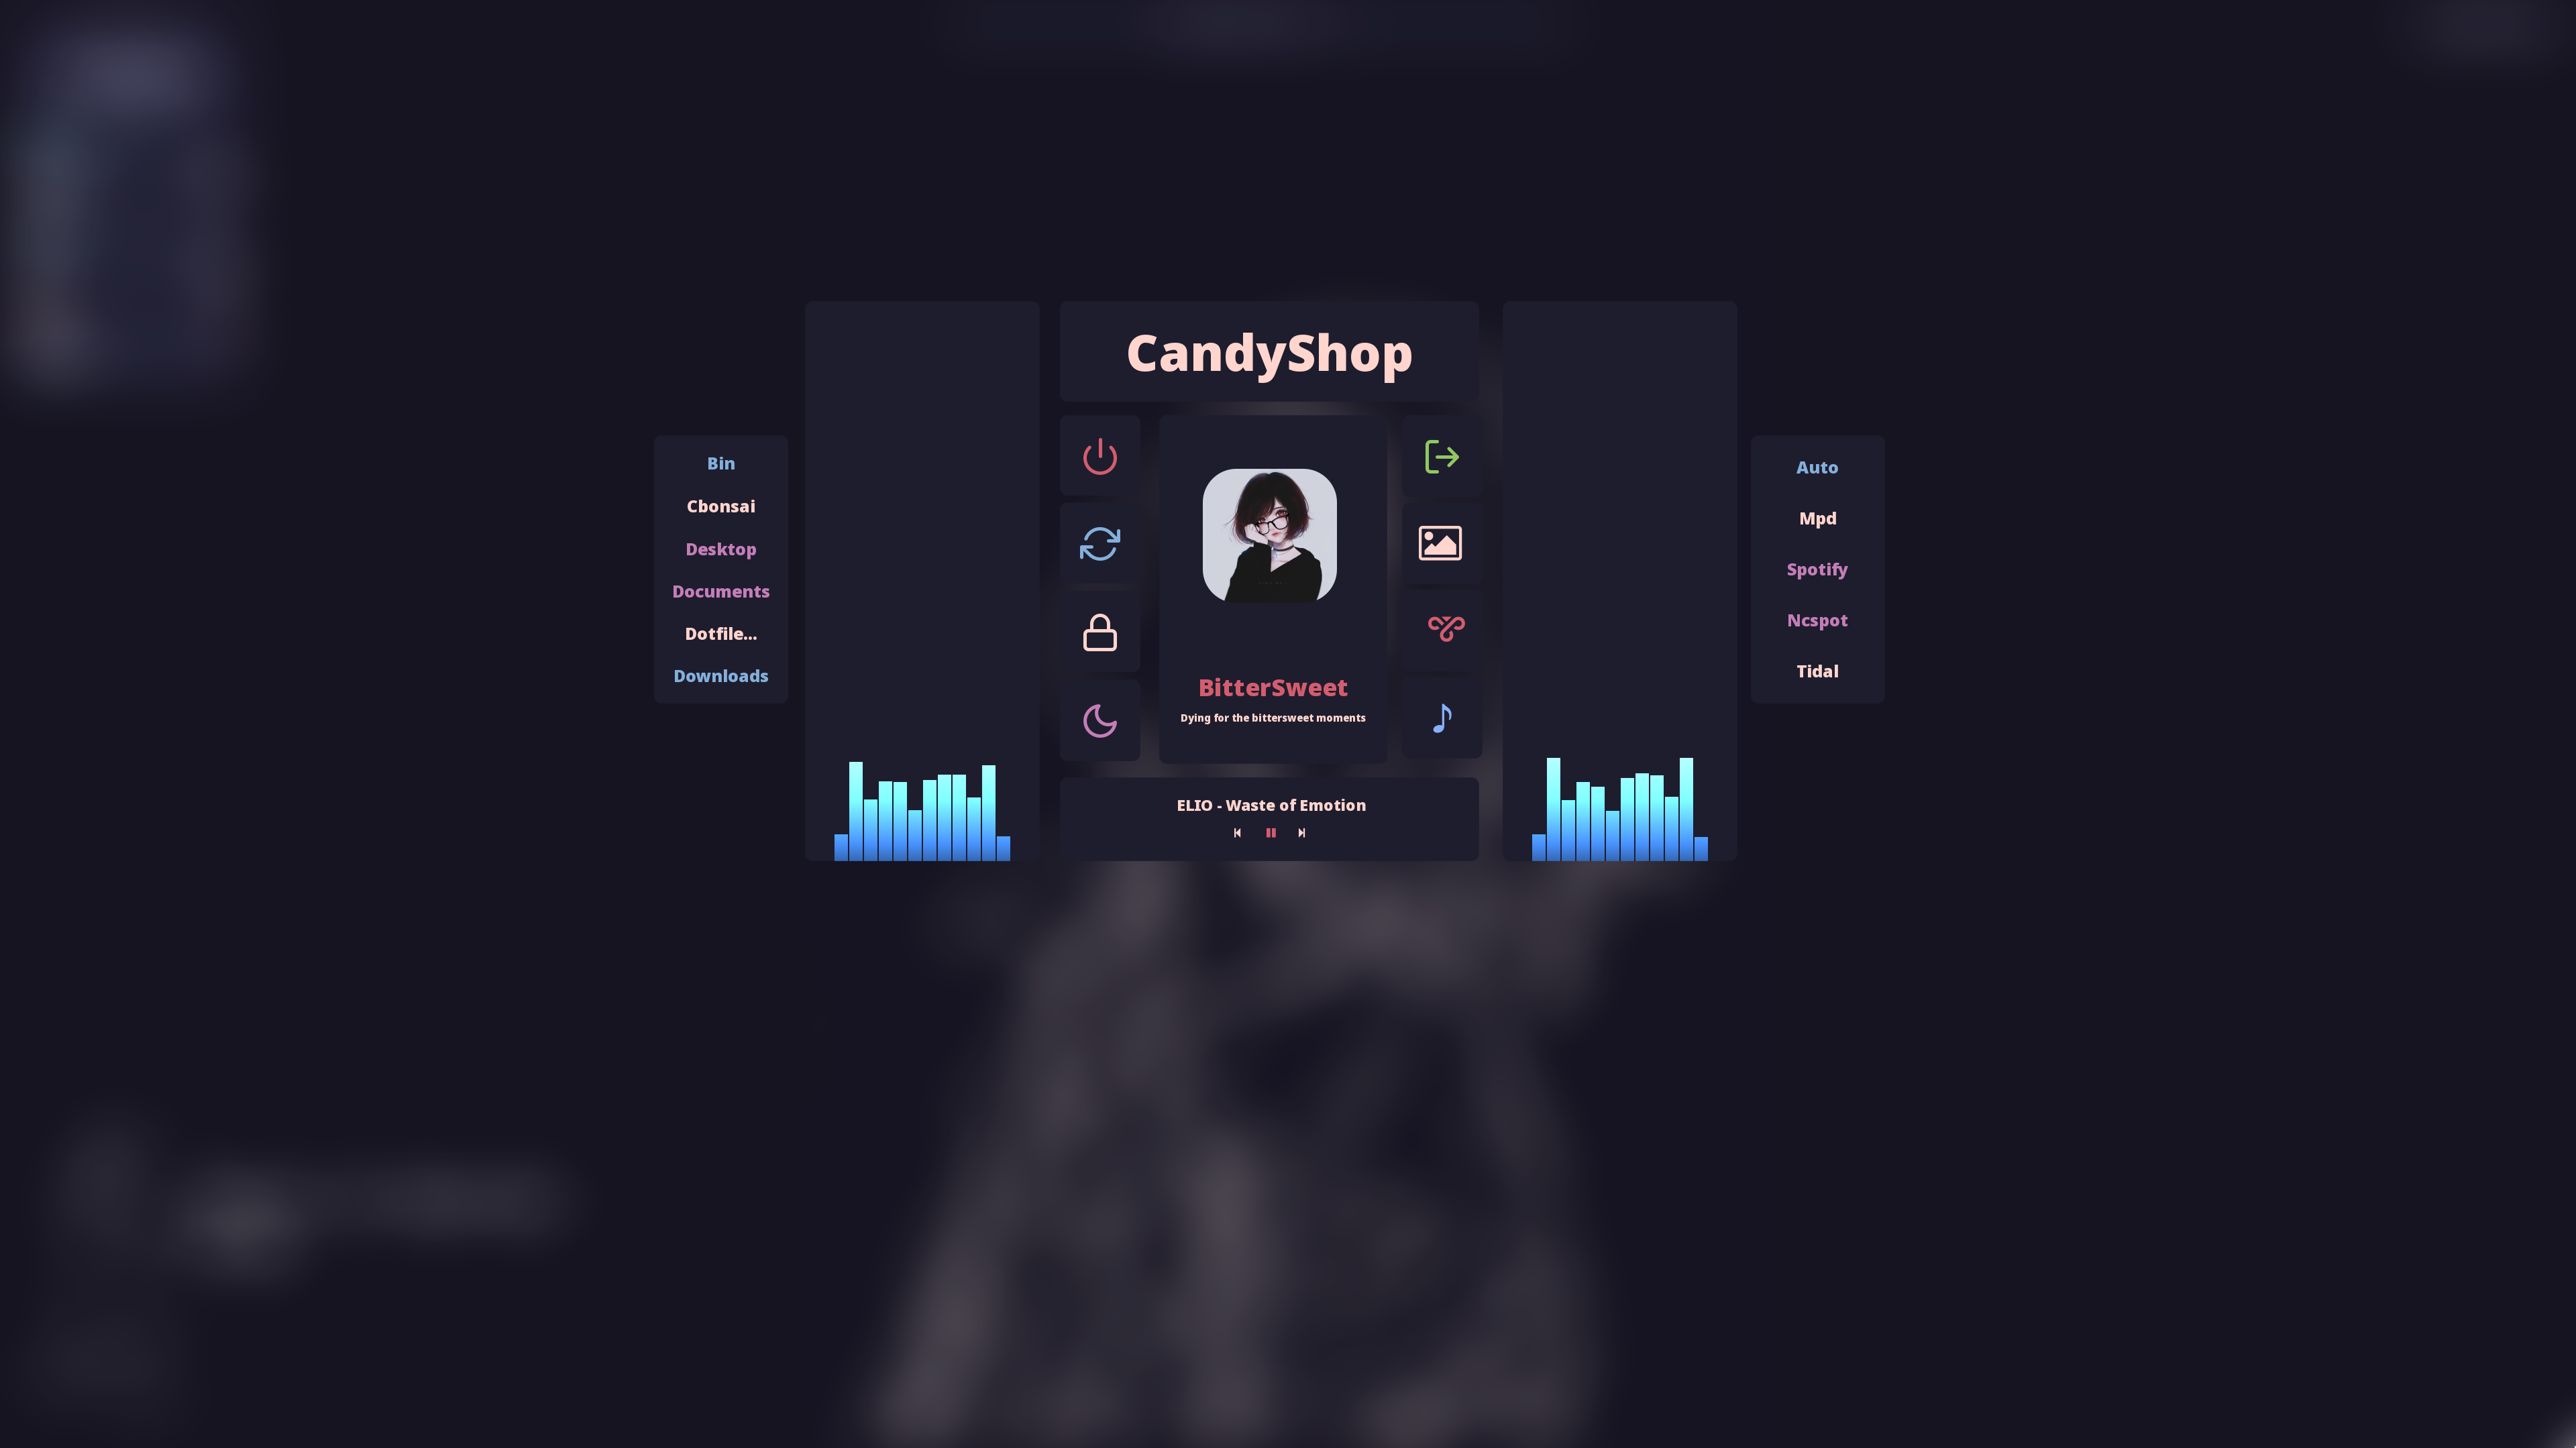 CandyShop
Bin
Cbonsai
Desktop
Documents
Dotfile...
Downloads
BitterSweet
Dying for the bittersweet moments
ELIO - Waste of Emotion
Auto
Mpd
Spotify
Ncspot
Tidal